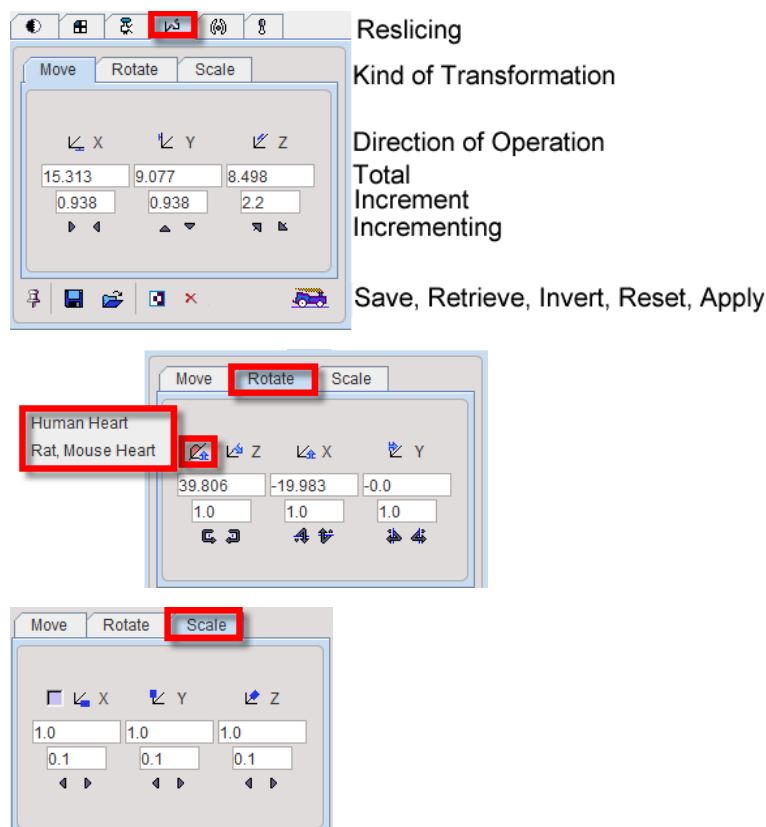 Reslicing
Move Rotate Scale
Kind of Transformation
X Y Z
Direction of Operation
15.313 9.077 8.498
Total
0.938 0.938 2.2
Increment
Incrementing
Save, Retrieve, Invert, Reset, Apply
Move Rotate Scale
Human Heart
Rat, Mouse Heart
Z X Y
39.806 -19.983 -0.0
1.0 1.0 1.0
Move Rotate Scale
X Y Z
1.0 1.0 1.0
0.1 0.1 0.1